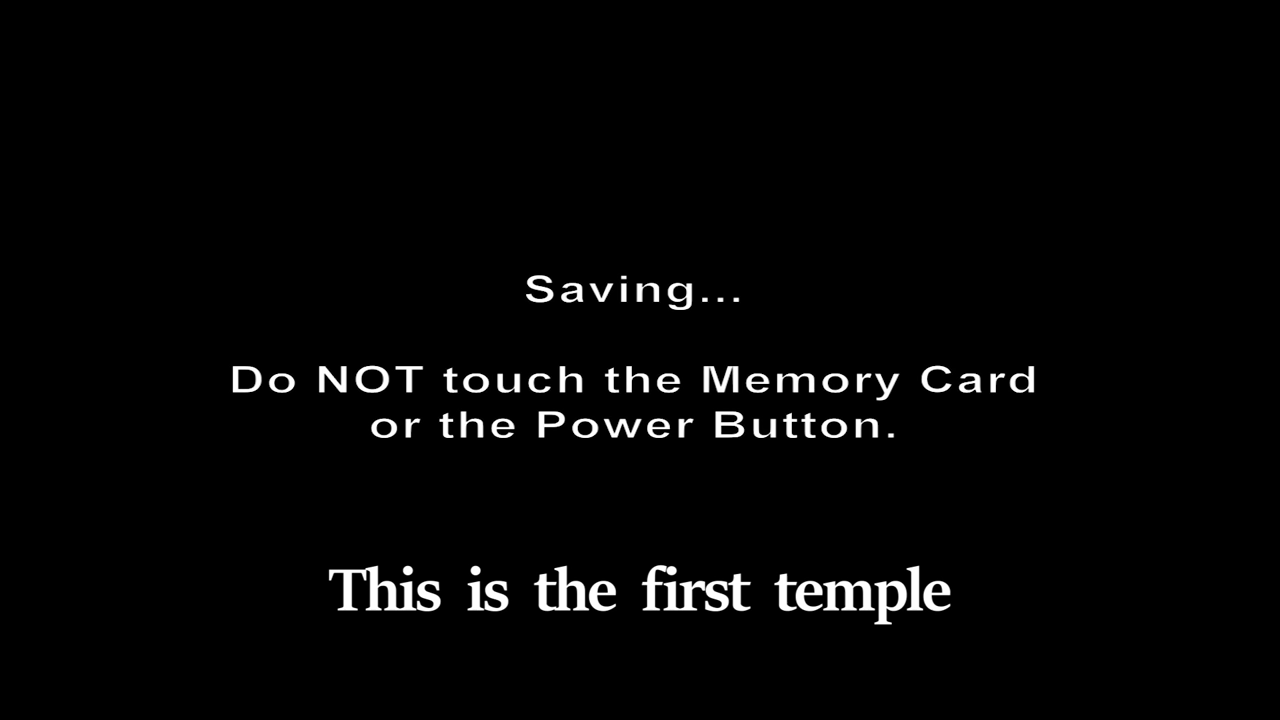 Saving...
Do NOT touch the Memory Card
or the Power Button.
This is the first temple